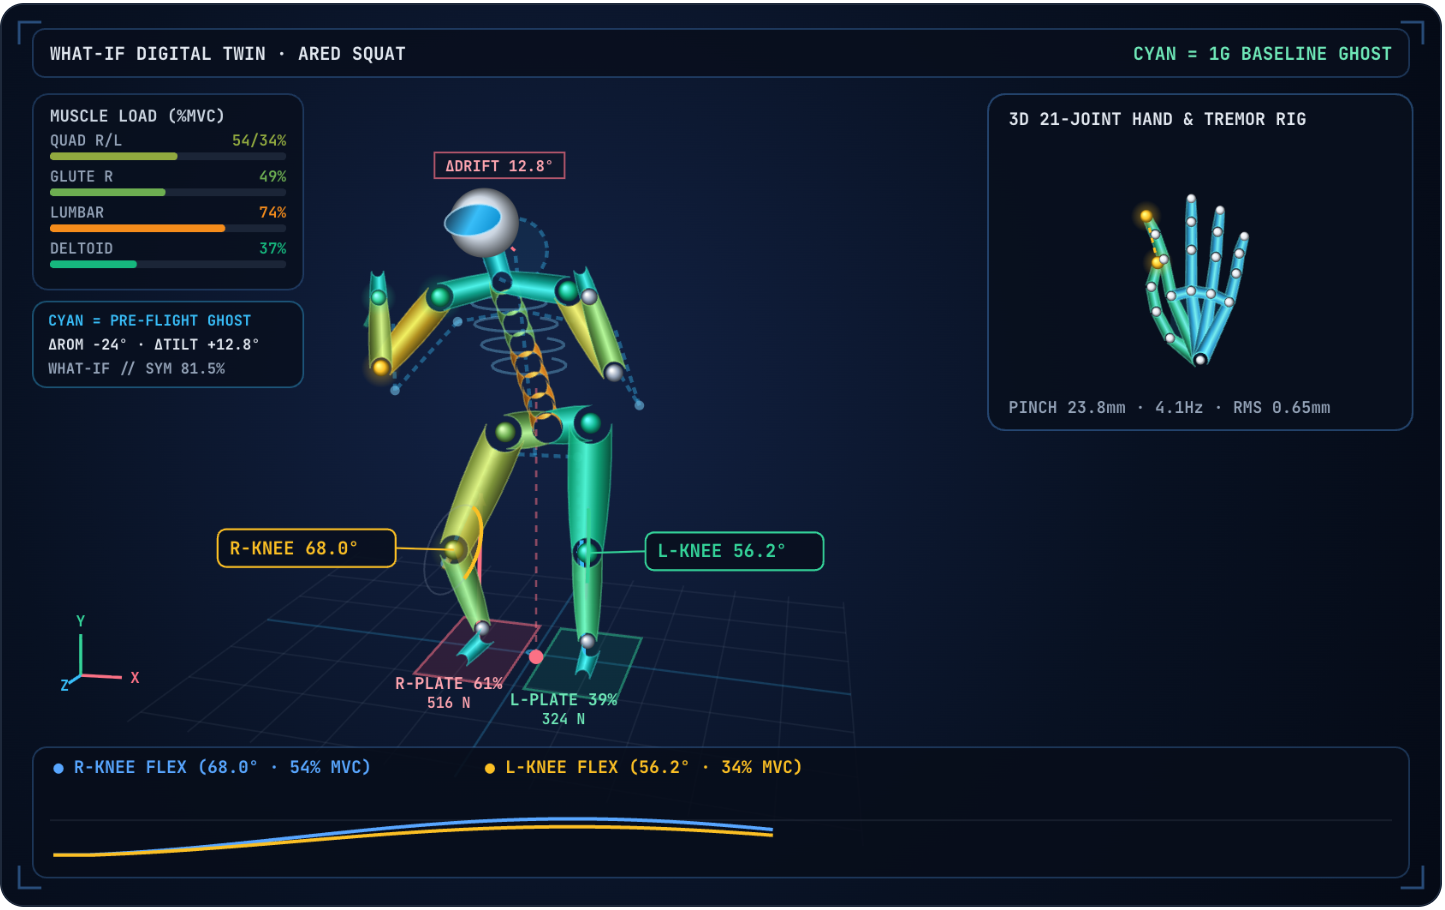 WHAT-IF DIGITAL TWIN · ARED SQUAT
CYAN = 1G BASELINE GHOST
MUSCLE LOAD (%MVC)
QUAD R/L 54/34%
GLUTE R 49%
LUMBAR 74%
DELTOID 37%
CYAN = PRE-FLIGHT GHOST
ΔROM -24° · ΔTILT +12.8°
WHAT-IF // SYM 81.5%
ΔDRIFT 12.8°
3D 21-JOINT HAND & TREMOR RIG
PINCH 23.8mm · 4.1Hz · RMS 0.65mm
R-KNEE 68.0°
L-KNEE 56.2°
Y
X
Z
R-PLATE 61%
516 N
L-PLATE 39%
324 N
R-KNEE FLEX (68.0° · 54% MVC)
L-KNEE FLEX (56.2° · 34% MVC)